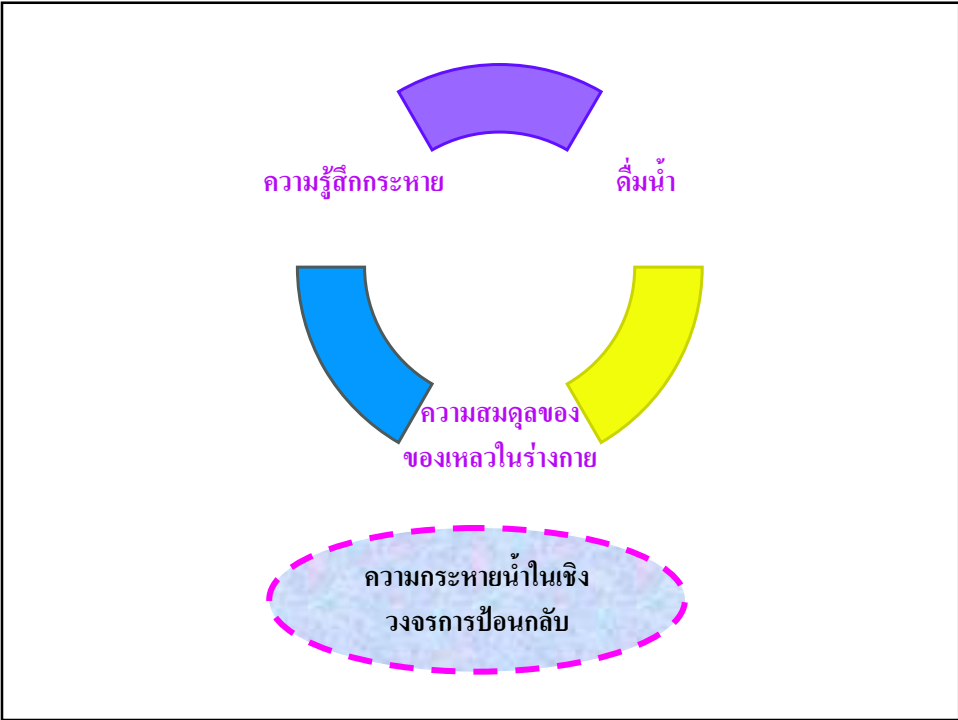 ความรู้สึกกระหาย
ดื่มน้ำ
ความสมดุลของ
ของเหลวในร่างกาย
ความกระหายน้ำในเชิง
วงจรการป้อนกลับ